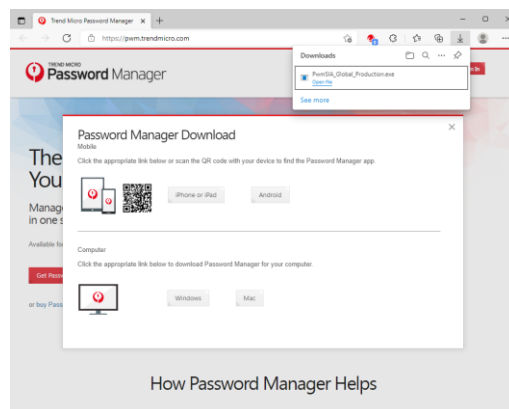 Trend Micro Password Manager
https://pwm.trendmicro.com
Downloads
PwmSIA_Global_Production.exe
Open file
See more
TREND MICRO
Password Manager
Password Manager Download
Mobile
Click the appropriate link below or scan the QR code with your device to find the Password Manager app.
iPhone or iPad
Android
Computer
Click the appropriate link below to download Password Manager for your computer.
Windows
Mac
The
You
Manag
in one s
Available fo
Get Passw
or buy Pass
How Password Manager Helps